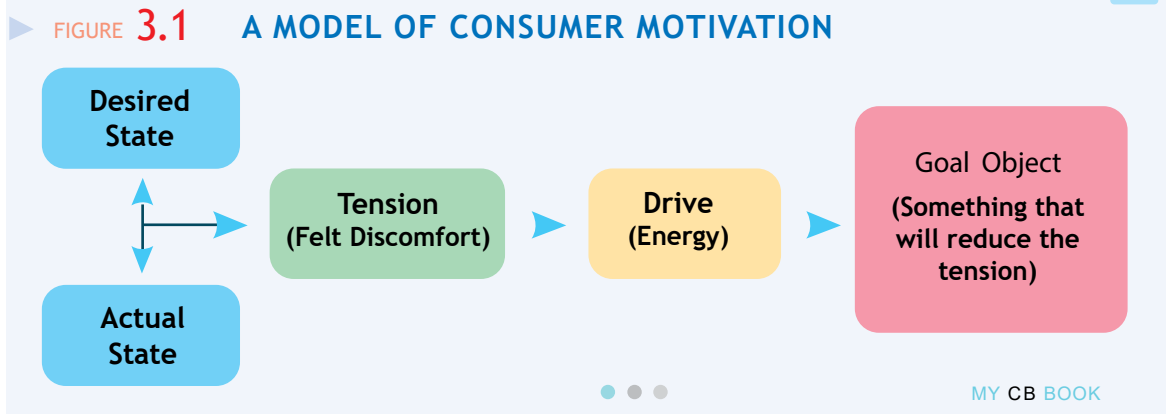 FIGURE 3.1 A MODEL OF CONSUMER MOTIVATION
Desired
State
Actual
State
Tension
(Felt Discomfort)
Drive
(Energy)
Goal Object
(Something that
will reduce the
tension)
MY CB BOOK